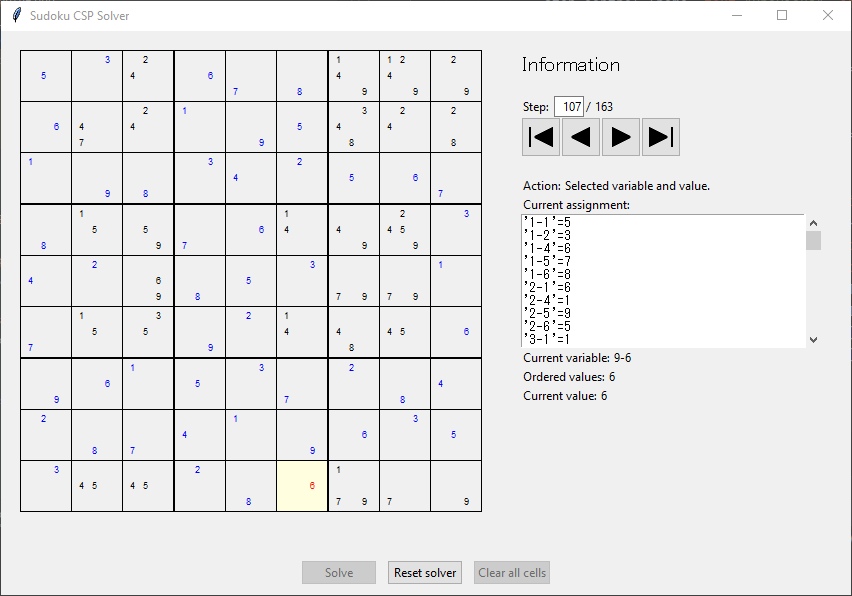 Sudoku CSP Solver
3 2 1 1 2 2
5 4 6 4 4
7 8 9 9 9
2 1 3 2 2
6 4 4 5 4 4
7 9 8 8
1 3 2
4 5 6
9 8 7
1 1 2 3
5 5 6 4 4 4 5
8 9 7 9 9
2 3 1
4 6 5
9 8 7 9 7 9
1 3 2 1
5 5 4 4 4 5 6
7 9 8
1 3 2
6 5 4
9 7 8
2 1 3
4 6 5
8 7 9
3 2 1
4 5 4 5 6
8 7 9 7 9
Information
Step: 107 / 163
Action: Selected variable and value.
Current assignment:
'1-1'=5
'1-2'=3
'1-4'=6
'1-5'=7
'1-6'=8
'2-1'=6
'2-4'=1
'2-5'=9
'2-6'=5
'3-1'=1
Current variable: 9-6
Ordered values: 6
Current value: 6
Solve
Reset solver
Clear all cells